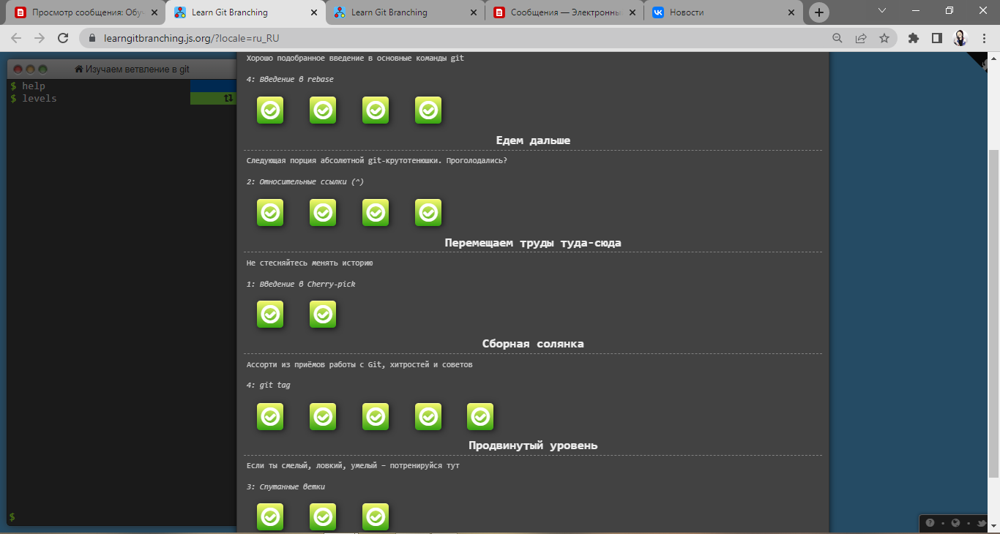 Просмотр сообщения: Обуч
Learn Git Branching
Learn Git Branching
Сообщения — Электронны
Новости
learngitbranching.js.org/?locale=ru_RU
Изучаем ветвление в git
$ help
$ levels
$
Хорошо подобранное введение в основные команды git
4: Введение в rebase
Едем дальше
Следующая порция абсолютной git-крутотенюшки. Проголодались?
2: Относительные ссылки (^)
Перемещаем труды туда-сюда
Не стесняйтесь менять историю
1: Введение в Cherry-pick
Сборная солянка
Ассорти из приёмов работы с Git, хитростей и советов
4: git tag
Продвинутый уровень
Если ты смелый, ловкий, умелый – потренируйся тут
3: Спутанные ветки